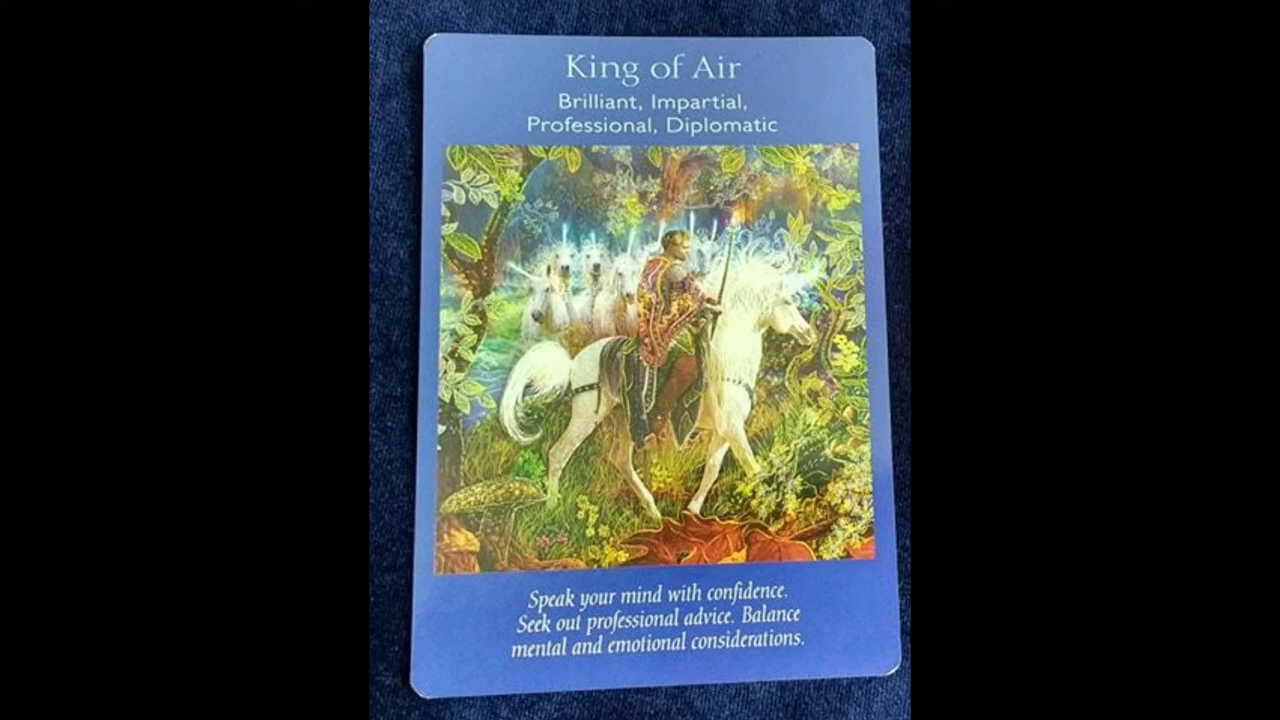 King of Air
Brilliant, Impartial,
Professional, Diplomatic
Speak your mind with confidence.
Seek out professional advice. Balance
mental and emotional considerations.